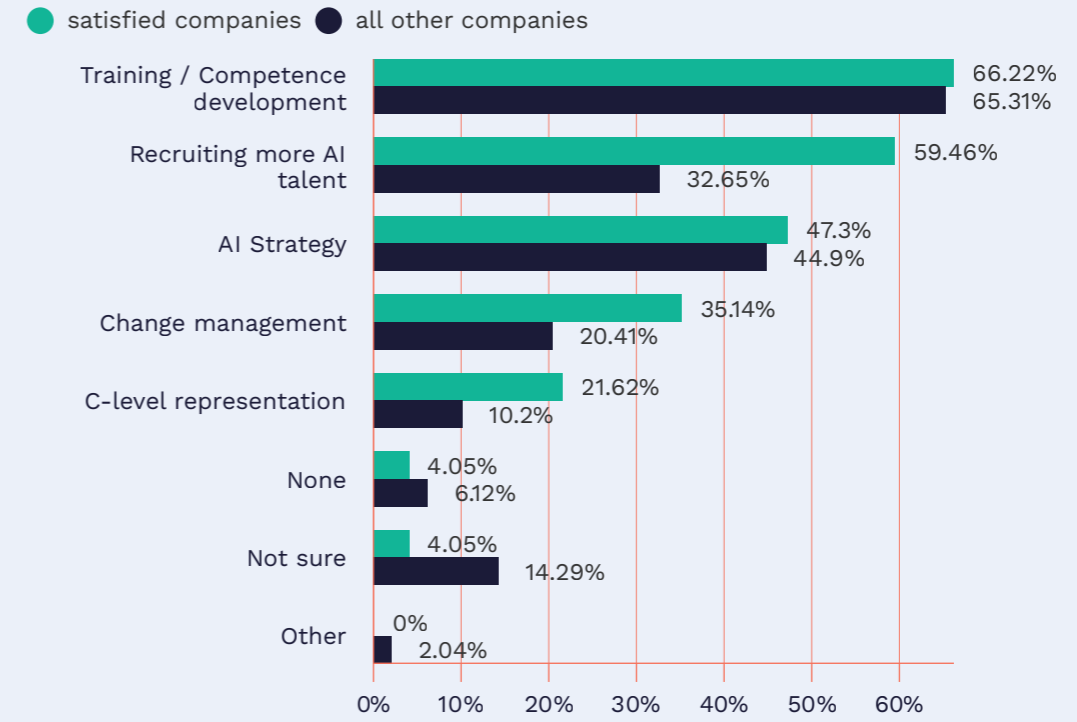 satisfied companies all other companies
Training / Competence
development
66.22%
65.31%
Recruiting more AI
talent
59.46%
32.65%
AI Strategy
47.3%
44.9%
Change management
35.14%
20.41%
C-level representation
21.62%
10.2%
None
4.05%
6.12%
Not sure
4.05%
14.29%
Other
0%
2.04%
0% 10% 20% 30% 40% 50% 60%